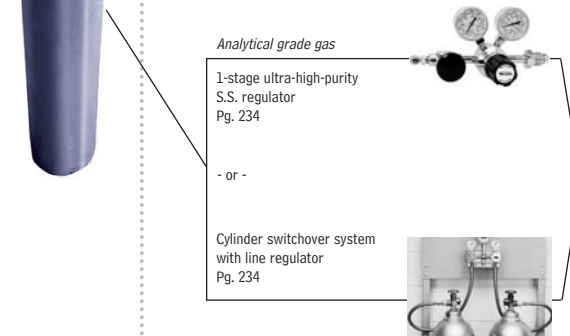 Analytical grade gas
1-stage ultra-high-purity
S.S. regulator
Pg. 234
- or -
Cylinder switchover system
with line regulator
Pg. 234